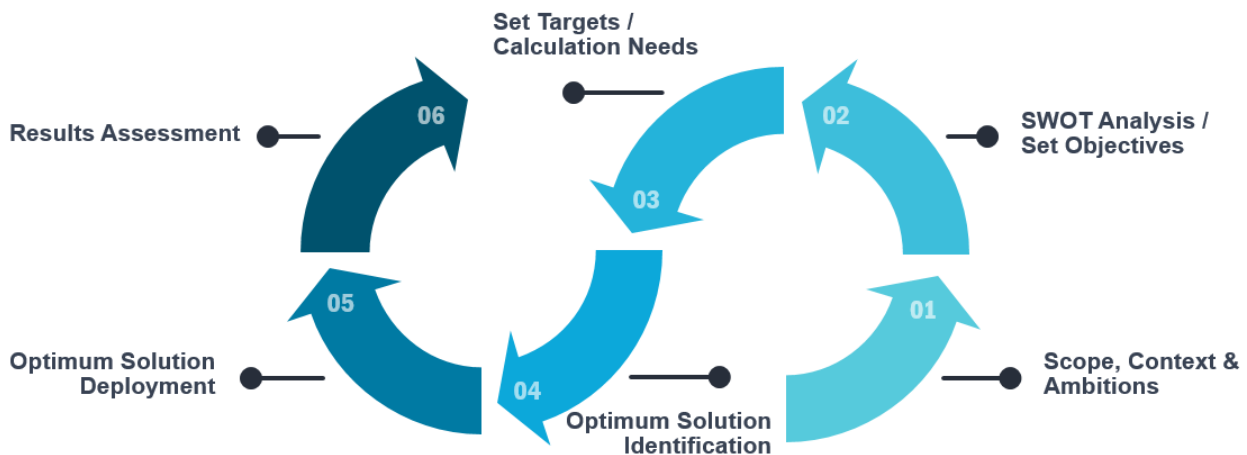 Set Targets /
Calculation Needs
06
02
Results Assessment
SWOT Analysis /
Set Objectives
03
05
01
Optimum Solution
Deployment
04
Scope, Context &
Ambitions
Optimum Solution
Identification